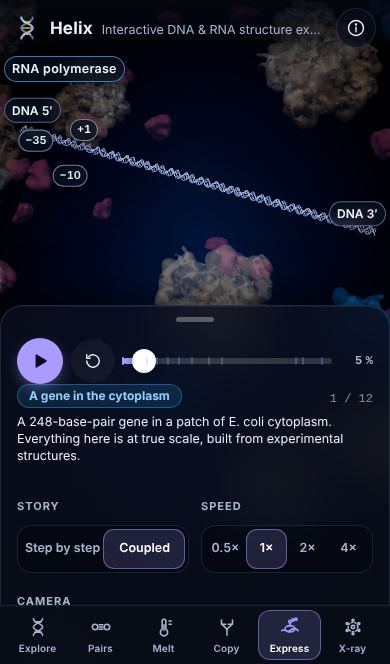 Helix Interactive DNA & RNA structure ex…
RNA polymerase
DNA 5′
+1
−35
−10
DNA 3′
5 %
A gene in the cytoplasm
1 / 12
A 248-base-pair gene in a patch of E. coli cytoplasm.
Everything here is at true scale, built from experimental
structures.
STORY
SPEED
Step by step Coupled
0.5× 1× 2× 4×
CAMERA
Explore Pairs Melt Copy Express X-ray